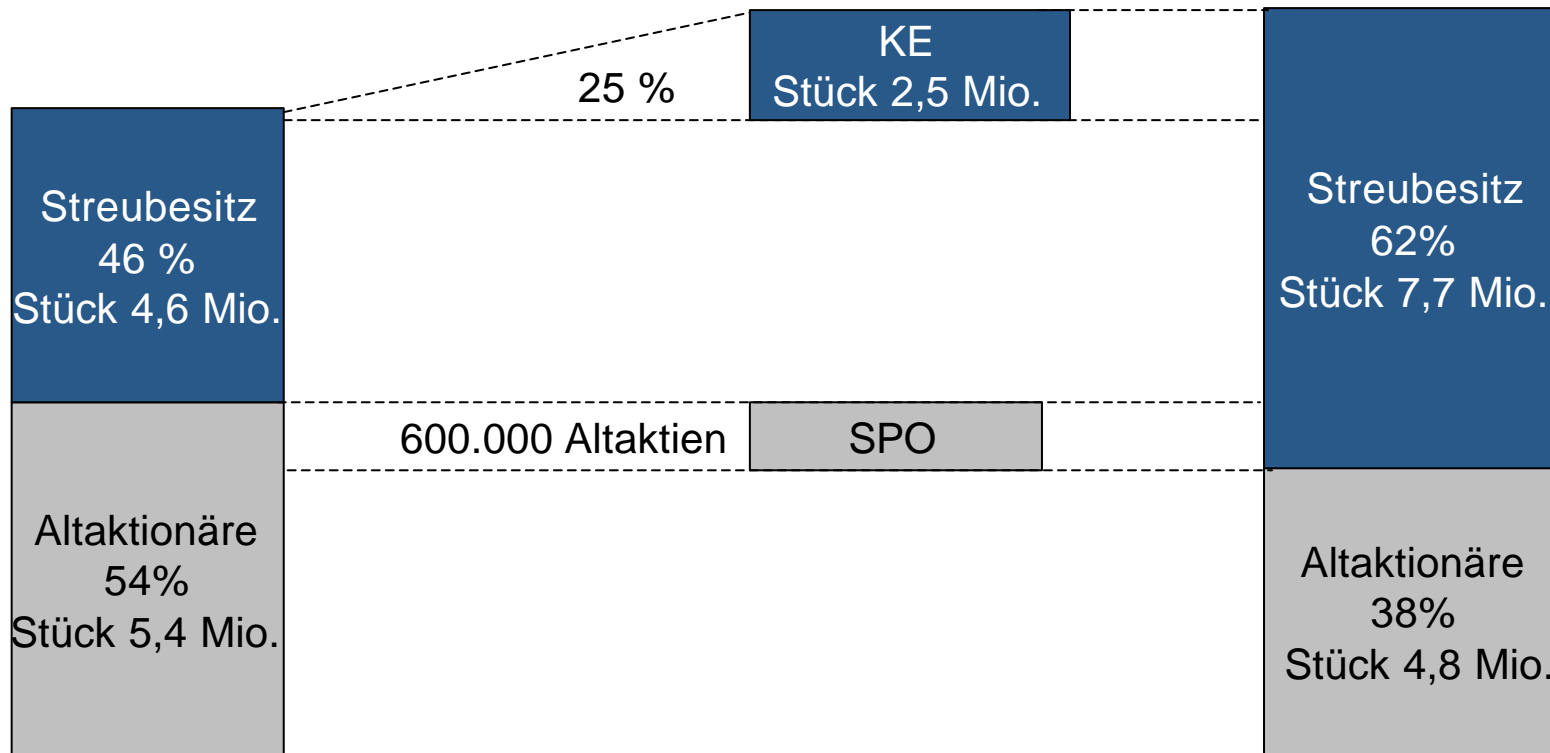 KE
Stück 2,5 Mio.
25 %
Streubesitz
46 %
Stück 4,6 Mio.
Streubesitz
62%
Stück 7,7 Mio.
600.000 Altaktien
SPO
Altaktionäre
54%
Stück 5,4 Mio.
Altaktionäre
38%
Stück 4,8 Mio.